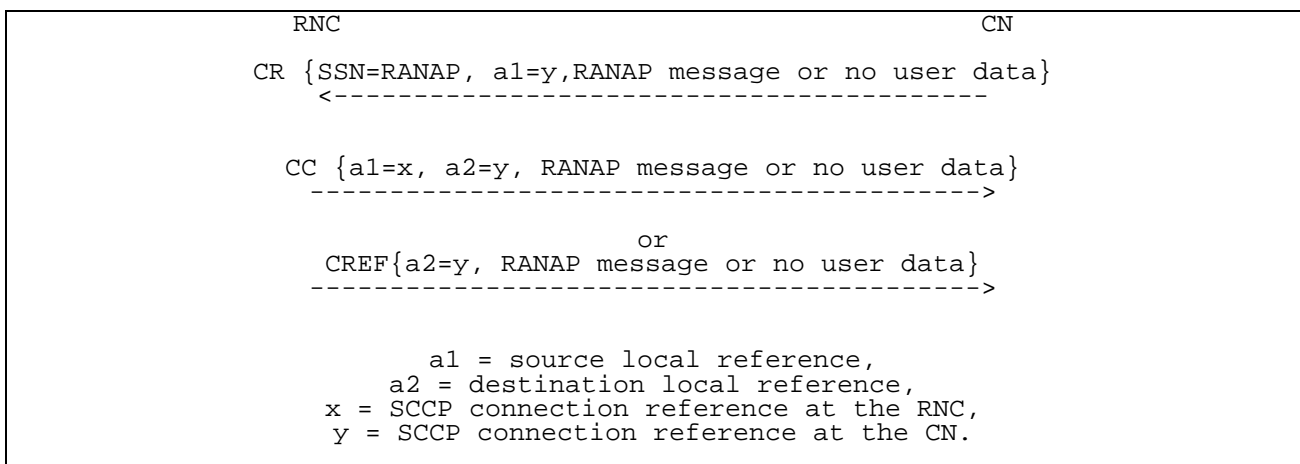 RNC CN
CR {SSN=RANAP, a1=y,RANAP message or no user data}
<-----------------------------------------
CC {a1=x, a2=y, RANAP message or no user data}
------------------------------------------>
or
CREF{a2=y, RANAP message or no user data}
------------------------------------------>
a1 = source local reference,
a2 = destination local reference,
x = SCCP connection reference at the RNC,
y = SCCP connection reference at the CN.